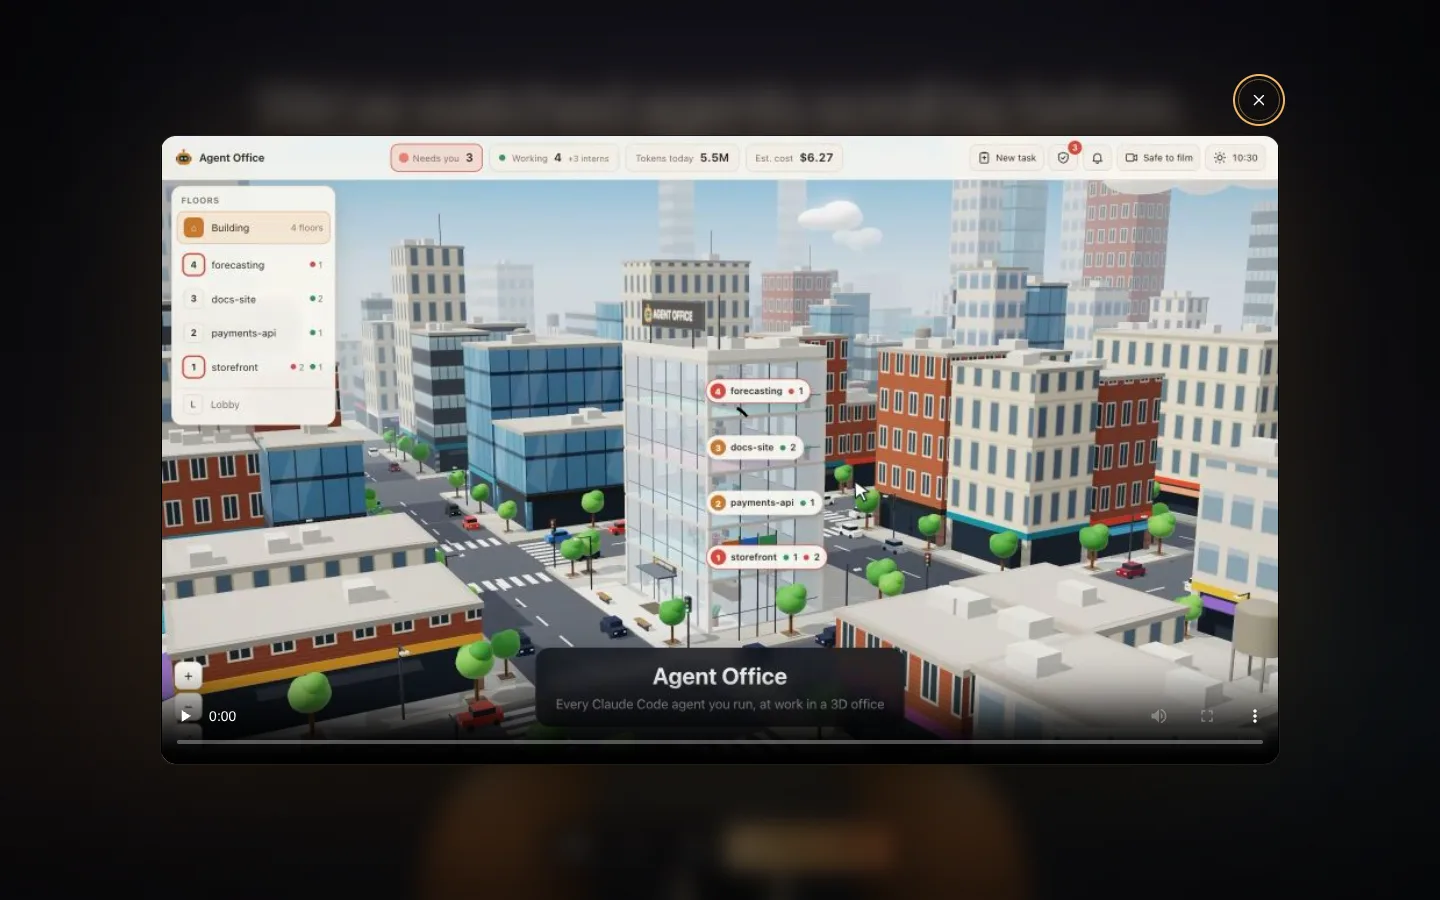 Agent Office
Needs you 3
Working 4 +3 interns
Tokens today 5.5M
Est. cost $6.27
New task
3
Safe to film
10:30
FLOORS
Building 4 floors
4 forecasting 1
3 docs-site 2
2 payments-api 1
1 storefront 2 1
L Lobby
AGENT OFFICE
4 forecasting 1
3 docs-site 2
2 payments-api 1
1 storefront 1 2
Agent Office
Every Claude Code agent you run, at work in a 3D office
0:00